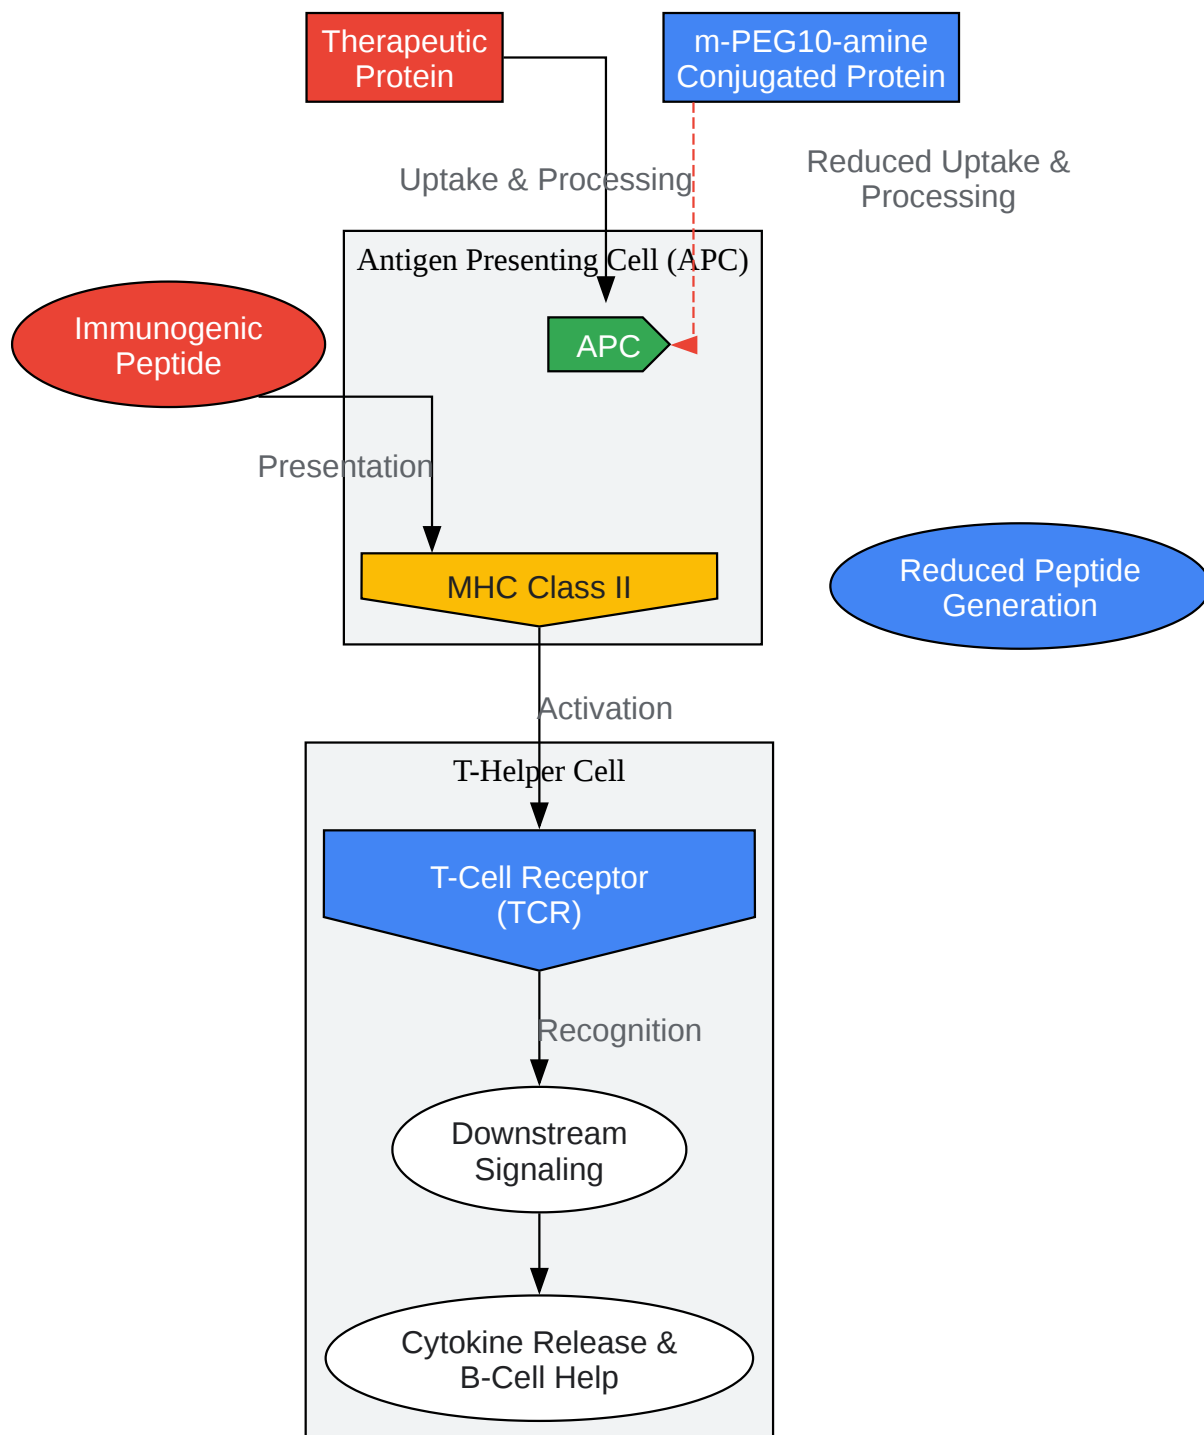 Therapeutic
Protein
m-PEG10-amine
Conjugated Protein
Uptake & Processing
Reduced Uptake &
Processing
Antigen Presenting Cell (APC)
Immunogenic
Peptide
APC
Presentation
MHC Class II
Reduced Peptide
Generation
Activation
T-Helper Cell
T-Cell Receptor
(TCR)
Recognition
Downstream
Signaling
Cytokine Release &
B-Cell Help